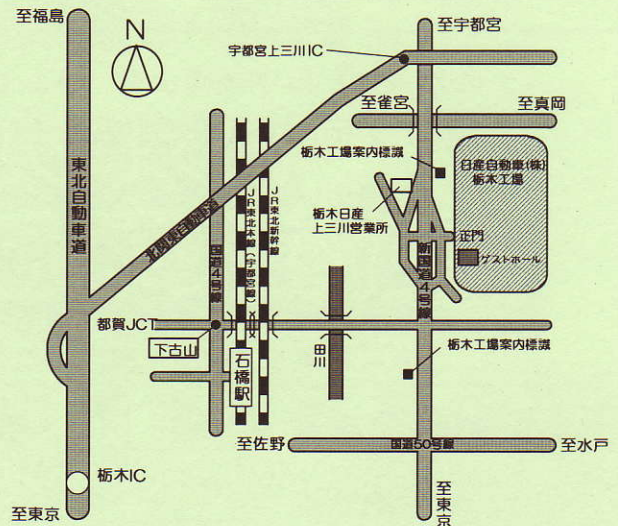 至福島
N
至宇都宮
宇都宮上三川IC
至雀宮
至真岡
栃木工場案内標識
日産自動車(株)
栃木工場
東北自動車道
栃木日産
上三川営業所
正門
ゲストホール
北関東自動車道
国道4号線
JR東北本線(宇都宮線)
JR東北新幹線
新国道4号線
都賀JCT
下古山
石橋駅
田川
栃木工場案内標識
至佐野
国道50号線
至水戸
栃木IC
至東京
至東京